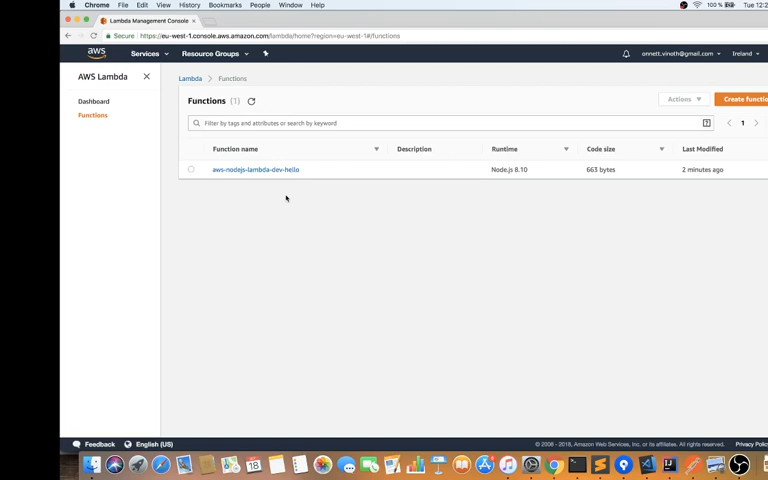 Chrome File Edit View History Bookmarks People Window Help 100% Tue 12:2
Lambda Management Console
Secure https://eu-west-1.console.aws.amazon.com/lambda/home?region=eu-west-1#/functions
aws Services Resource Groups onnett.vinoth@gmail.com Ireland
AWS Lambda
Lambda > Functions
Dashboard
Functions
Functions (1)
Actions Create functio
Filter by tags and attributes or search by keyword
1
Function name Description Runtime Code size Last Modified
aws-nodejs-lambda-dev-hello Node.js 8.10 663 bytes 2 minutes ago
Feedback English (US) © 2008 - 2018, Amazon Web Services, Inc. or its affiliates. All rights reserved. Privacy Polic
18